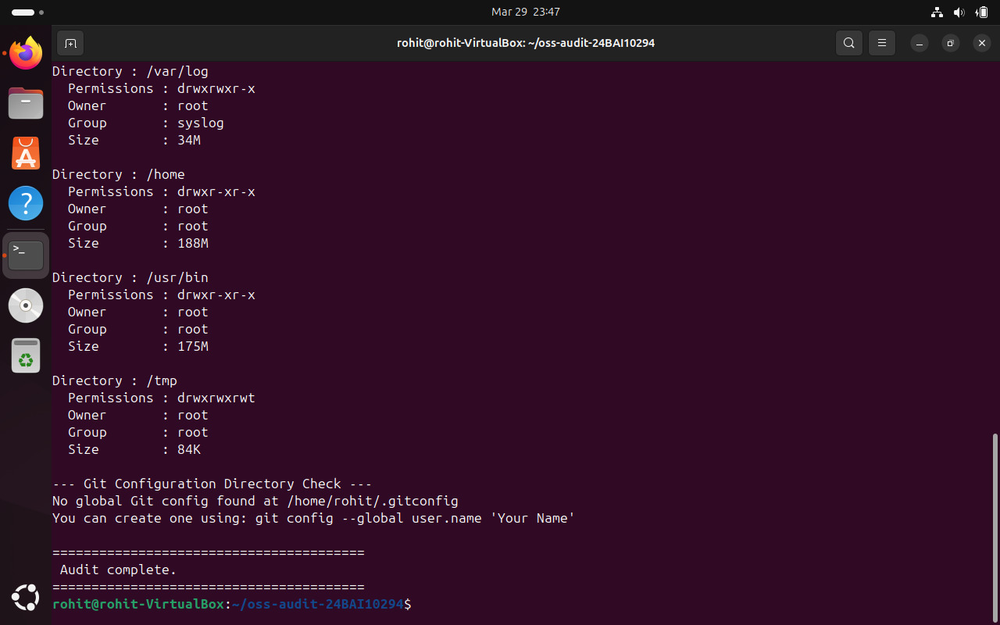 Mar 29 23:47
rohit@rohit-VirtualBox: ~/oss-audit-24BAI10294
Directory : /var/log
  Permissions : drwxrwxr-x
  Owner       : root
  Group       : syslog
  Size        : 34M

Directory : /home
  Permissions : drwxr-xr-x
  Owner       : root
  Group       : root
  Size        : 188M

Directory : /usr/bin
  Permissions : drwxr-xr-x
  Owner       : root
  Group       : root
  Size        : 175M

Directory : /tmp
  Permissions : drwxrwxrwt
  Owner       : root
  Group       : root
  Size        : 84K

--- Git Configuration Directory Check ---
No global Git config found at /home/rohit/.gitconfig
You can create one using: git config --global user.name 'Your Name'

========================================
 Audit complete.
========================================
rohit@rohit-VirtualBox:~/oss-audit-24BAI10294$